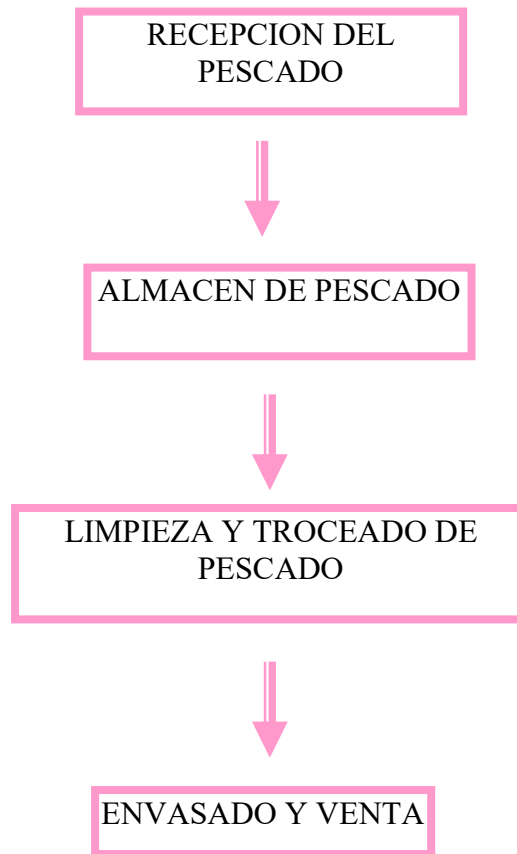 RECEPCION DEL
PESCADO
ALMACEN DE PESCADO
LIMPIEZA Y TROCEADO DE
PESCADO
ENVASADO Y VENTA